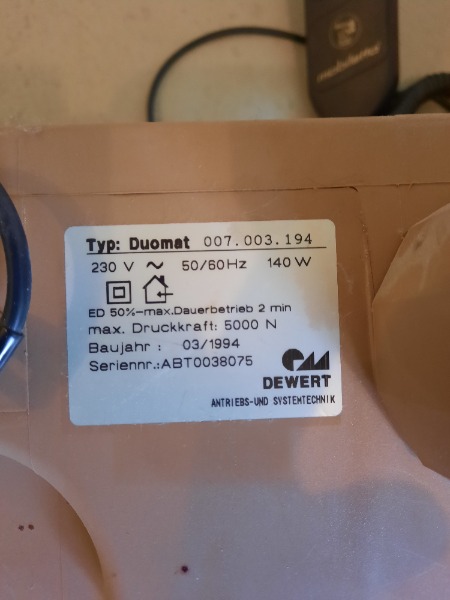 Typ: Duomat 007.003.194
230 V ~ 50/60Hz 140 W
ED 50%-max.Dauerbetrieb 2 min
max. Druckkraft: 5000 N
Baujahr : 03/1994
Seriennr.:ABT0038075
DEWERT
ANTRIEBS-UND SYSTEMTECHNIK